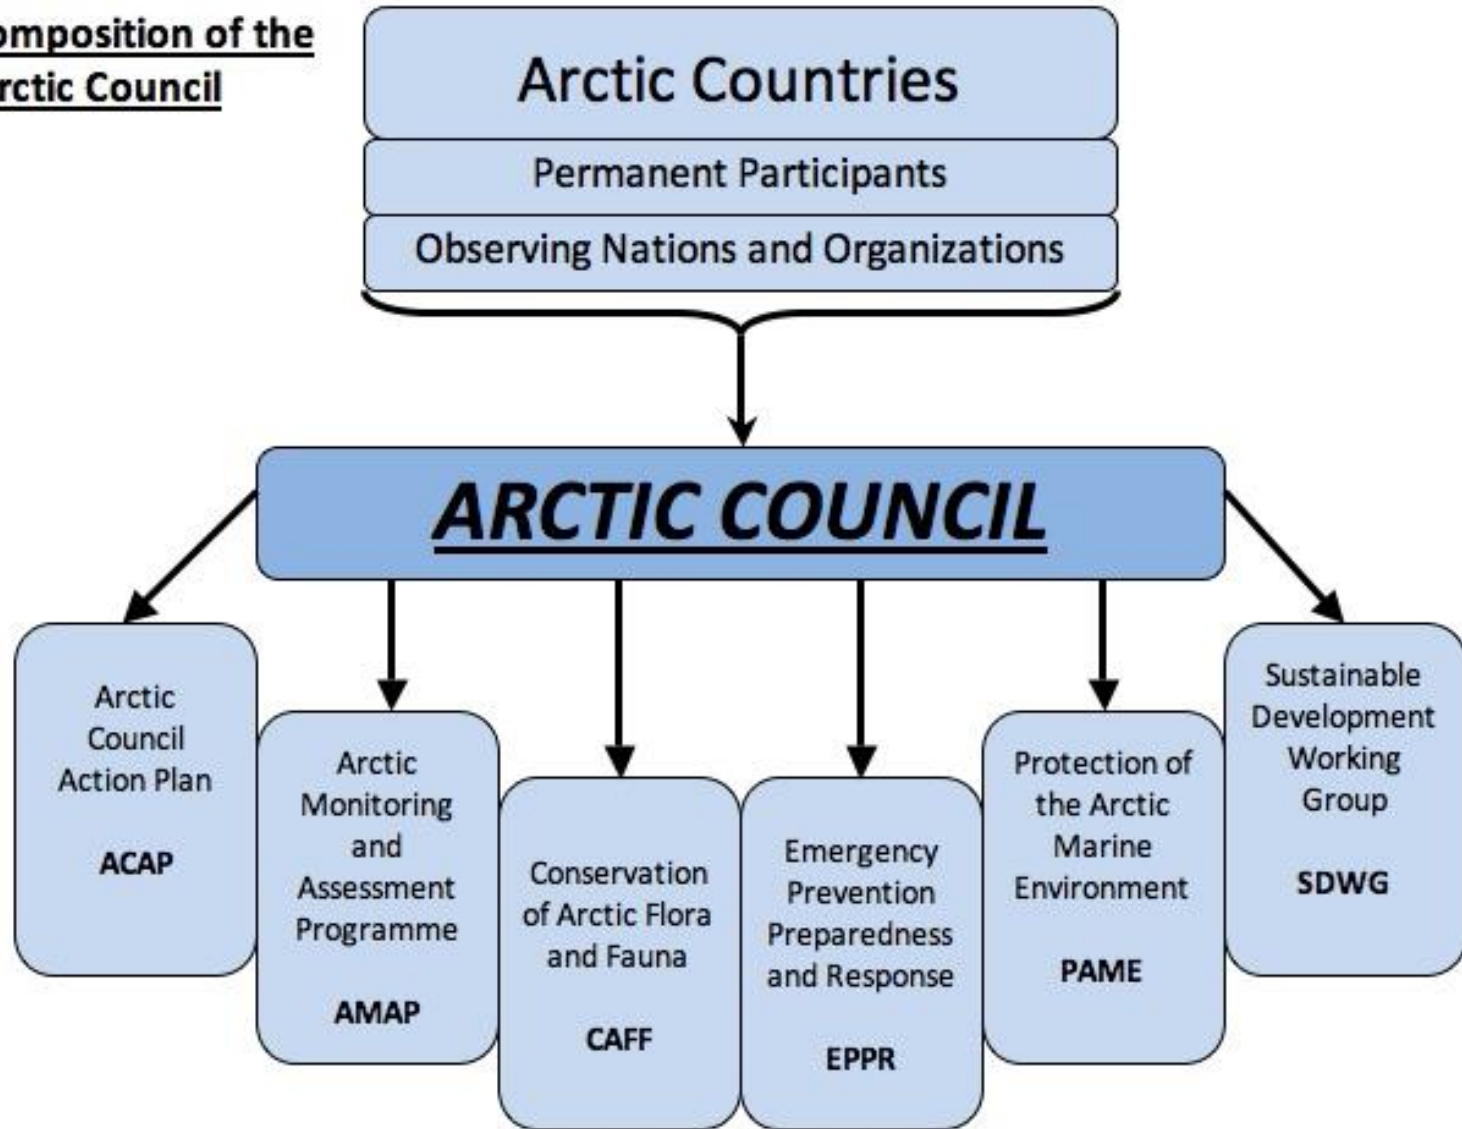 omposition of the
rctic Council
Arctic Countries
Permanent Participants
Observing Nations and Organizations
ARCTIC COUNCIL
Arctic
Council
Action Plan
ACAP
Arctic
Monitoring
and
Assessment
Programme
AMAP
Conservation
of Arctic Flora
and Fauna
CAFF
Emergency
Prevention
Preparedness
and Response
EPPR
Protection of
the Arctic
Marine
Environment
PAME
Sustainable
Development
Working
Group
SDWG